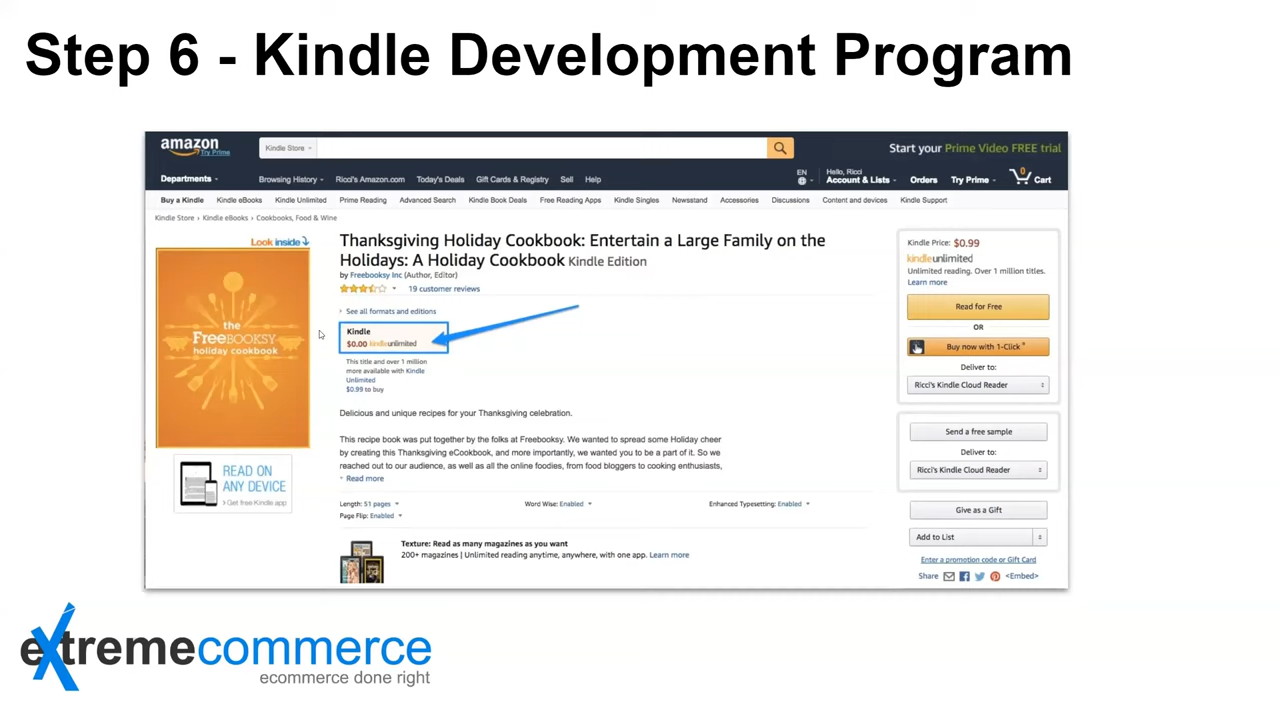 Step 6 - Kindle Development Program
amazon
Try Prime
Kindle Store
Start your Prime Video FREE trial
Departments
Browsing History
Ricci's Amazon.com
Today's Deals
Gift Cards & Registry
Sell
Help
EN
Hello, Ricci
Account & Lists
Orders
Try Prime
0
Cart
Buy a Kindle
Kindle eBooks
Kindle Unlimited
Prime Reading
Advanced Search
Kindle Book Deals
Free Reading Apps
Kindle Singles
Newsstand
Accessories
Discussions
Content and devices
Kindle Support
Kindle Store › Kindle eBooks › Cookbooks, Food & Wine
Look inside
the
FREEBOOKSY
holiday cookbook
READ ON
ANY DEVICE
› Get free Kindle app
Thanksgiving Holiday Cookbook: Entertain a Large Family on the
Holidays: A Holiday Cookbook Kindle Edition
by Freebooksy Inc (Author, Editor)
19 customer reviews
› See all formats and editions
Kindle
$0.00 kindleunlimited
This title and over 1 million
more available with Kindle
Unlimited
$0.99 to buy
Delicious and unique recipes for your Thanksgiving celebration.
This recipe book was put together by the folks at Freebooksy. We wanted to spread some Holiday cheer
by creating this Thanksgiving eCookbook, and more importantly, we wanted you to be a part of it. So we
reached out to our audience, as well as all the online foodies, from food bloggers to cooking enthusiasts,
Read more
Length: 51 pages
Word Wise: Enabled
Enhanced Typesetting: Enabled
Page Flip: Enabled
Texture: Read as many magazines as you want
200+ magazines | Unlimited reading anytime, anywhere, with one app. Learn more
Kindle Price: $0.99
kindleunlimited
Unlimited reading. Over 1 million titles.
Learn more
Read for Free
OR
Buy now with 1-Click®
Deliver to:
Ricci's Kindle Cloud Reader
Send a free sample
Deliver to:
Ricci's Kindle Cloud Reader
Give as a Gift
Add to List
Enter a promotion code or Gift Card
Share
<Embed>
extremecommerce
ecommerce done right